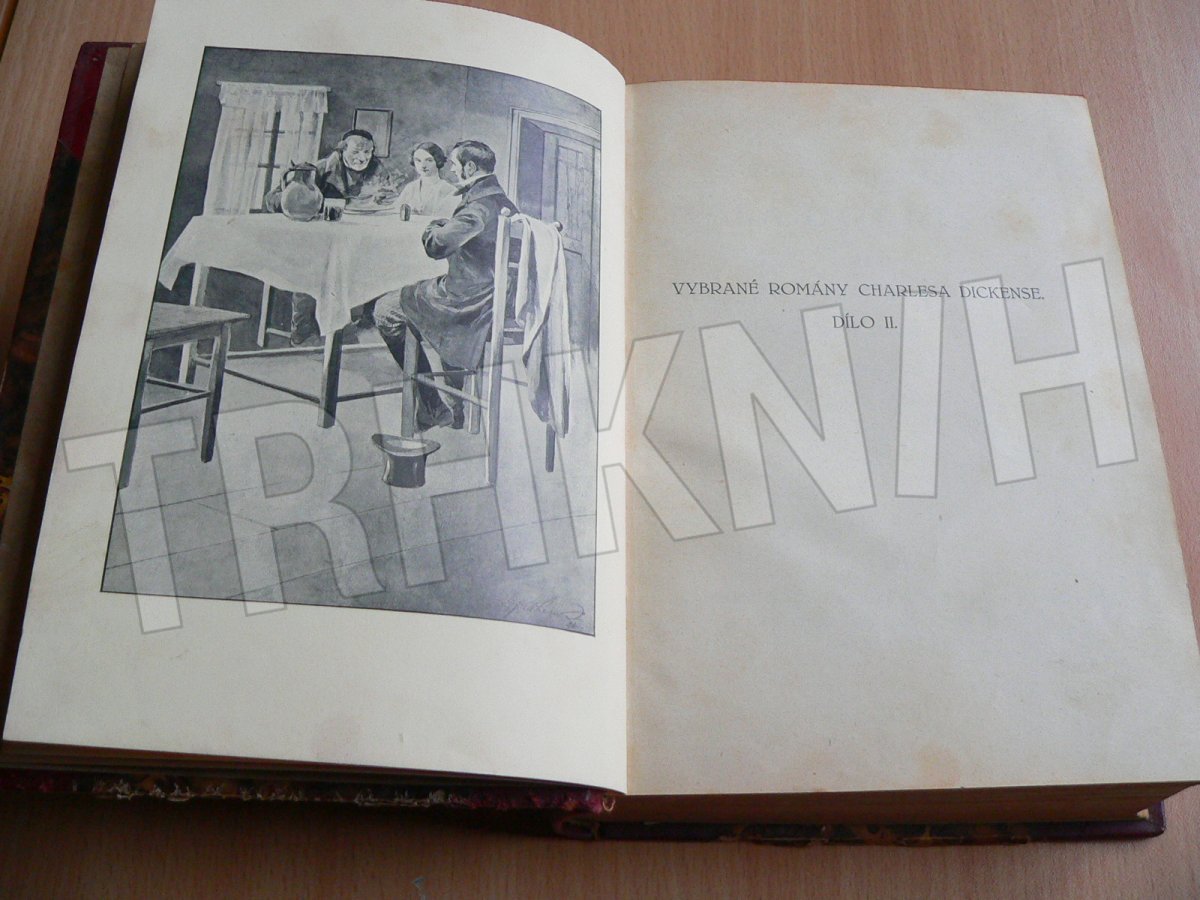 VYBRANÉ ROMÁNY CHARLESA DICKENSE.
DÍLO II.
TRHKNIH